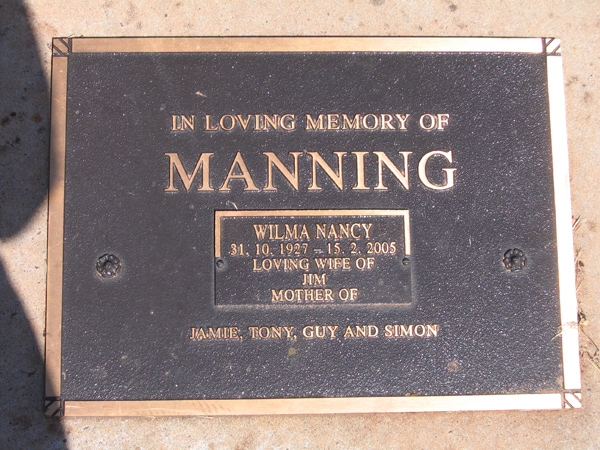 IN LOVING MEMORY OF
MANNING
WILMA NANCY
31. 10. 1927 – 15. 2. 2005
LOVING WIFE OF
JIM
MOTHER OF
JAMIE, TONY, GUY AND SIMON